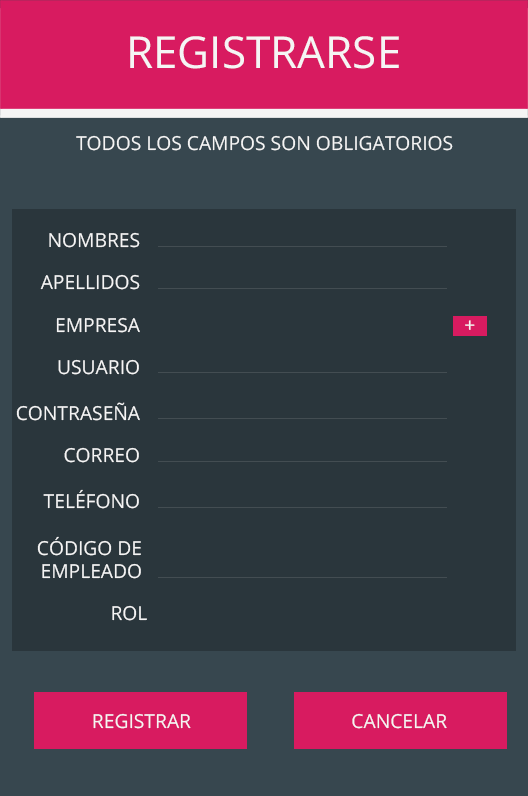 REGISTRARSE
TODOS LOS CAMPOS SON OBLIGATORIOS
NOMBRES
APELLIDOS
EMPRESA
+
USUARIO
CONTRASEÑA
CORREO
TELÉFONO
CÓDIGO DE
EMPLEADO
ROL
REGISTRAR
CANCELAR